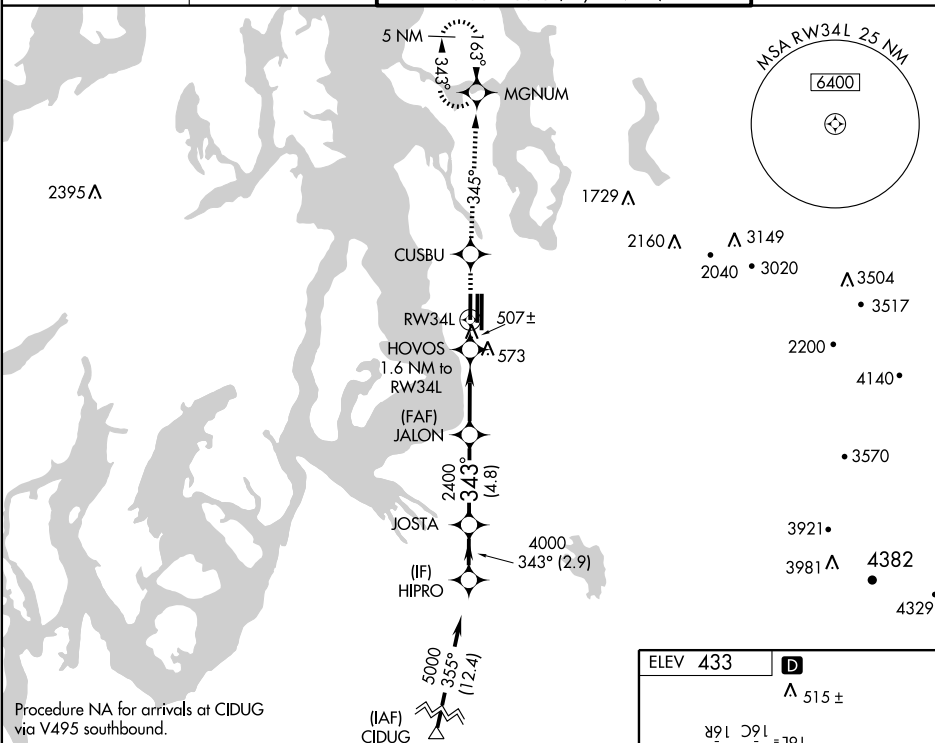 5 NM
343°
163°
MGNUM
MSA RW34L 25 NM
6400
345°
2395
1729
2160
3149
2040
3020
CUSBU
3504
3517
RW34L
507±
HOVOS
1.6 NM to
RW34L
573
2200
4140
(FAF)
JALON
2400
343°
(4.8)
3570
JOSTA
4000
343° (2.9)
3921
(IF)
HIPRO
3981
4382
4329
5000
355°
(12.4)
(IAF)
CIDUG
Procedure NA for arrivals at CIDUG
via V495 southbound.
ELEV 433
D
515 ±
16R
16C
16L